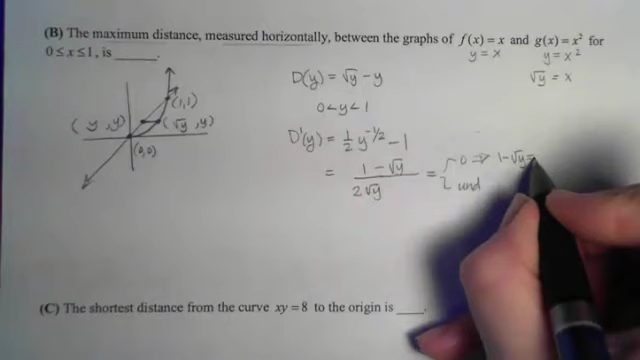 (B) The maximum distance, measured horizontally, between the graphs of f(x) = x and g(x) = x² for
0 ≤ x ≤ 1, is ______.
y = x y = x²
√y = x
D(y) = √y − y
0 < y < 1
D'(y) = ½ y^(-1/2) − 1
= (1 − √y) / (2√y) = { 0 ⇒ 1 − √y =
und
(1,1)
(y, y) (√y, y)
(0,0)
(C) The shortest distance from the curve xy = 8 to the origin is ____.